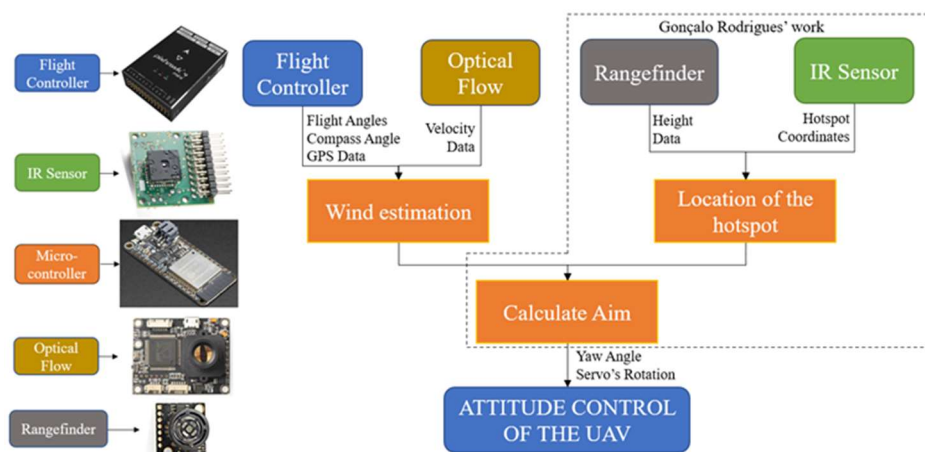 Gonçalo Rodrigues’ work
Flight
Controller
IR Sensor
Micro-
controller
Optical
Flow
Rangefinder
Flight
Controller
Optical
Flow
Rangefinder
IR Sensor
Flight Angles
Compass Angle
GPS Data
Velocity
Data
Height
Data
Hotspot
Coordinates
Wind estimation
Location of the
hotspot
Calculate Aim
Yaw Angle
Servo’s Rotation
ATTITUDE CONTROL
OF THE UAV